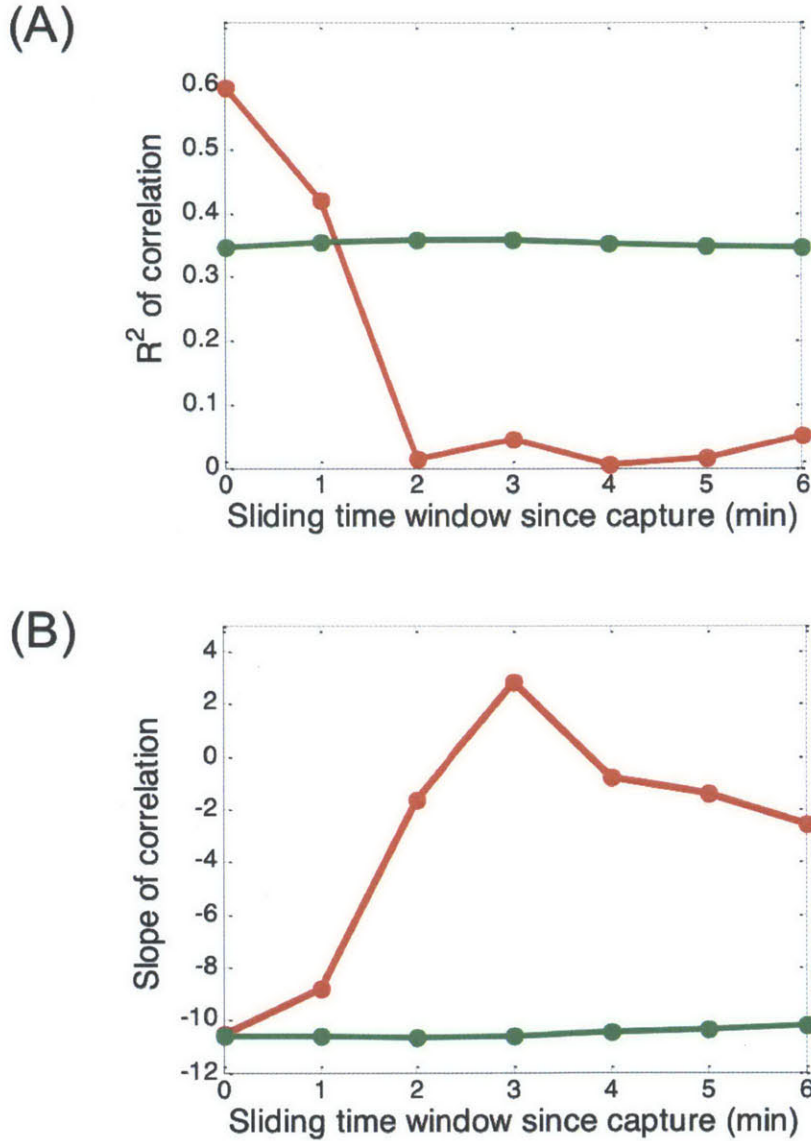 (A)
R² of correlation
0.6
0.5
0.4
0.3
0.2
0.1
0
0 1 2 3 4 5 6
Sliding time window since capture (min)
(B)
Slope of correlation
4
2
0
-2
-4
-6
-8
-10
-12
0 1 2 3 4 5 6
Sliding time window since capture (min)